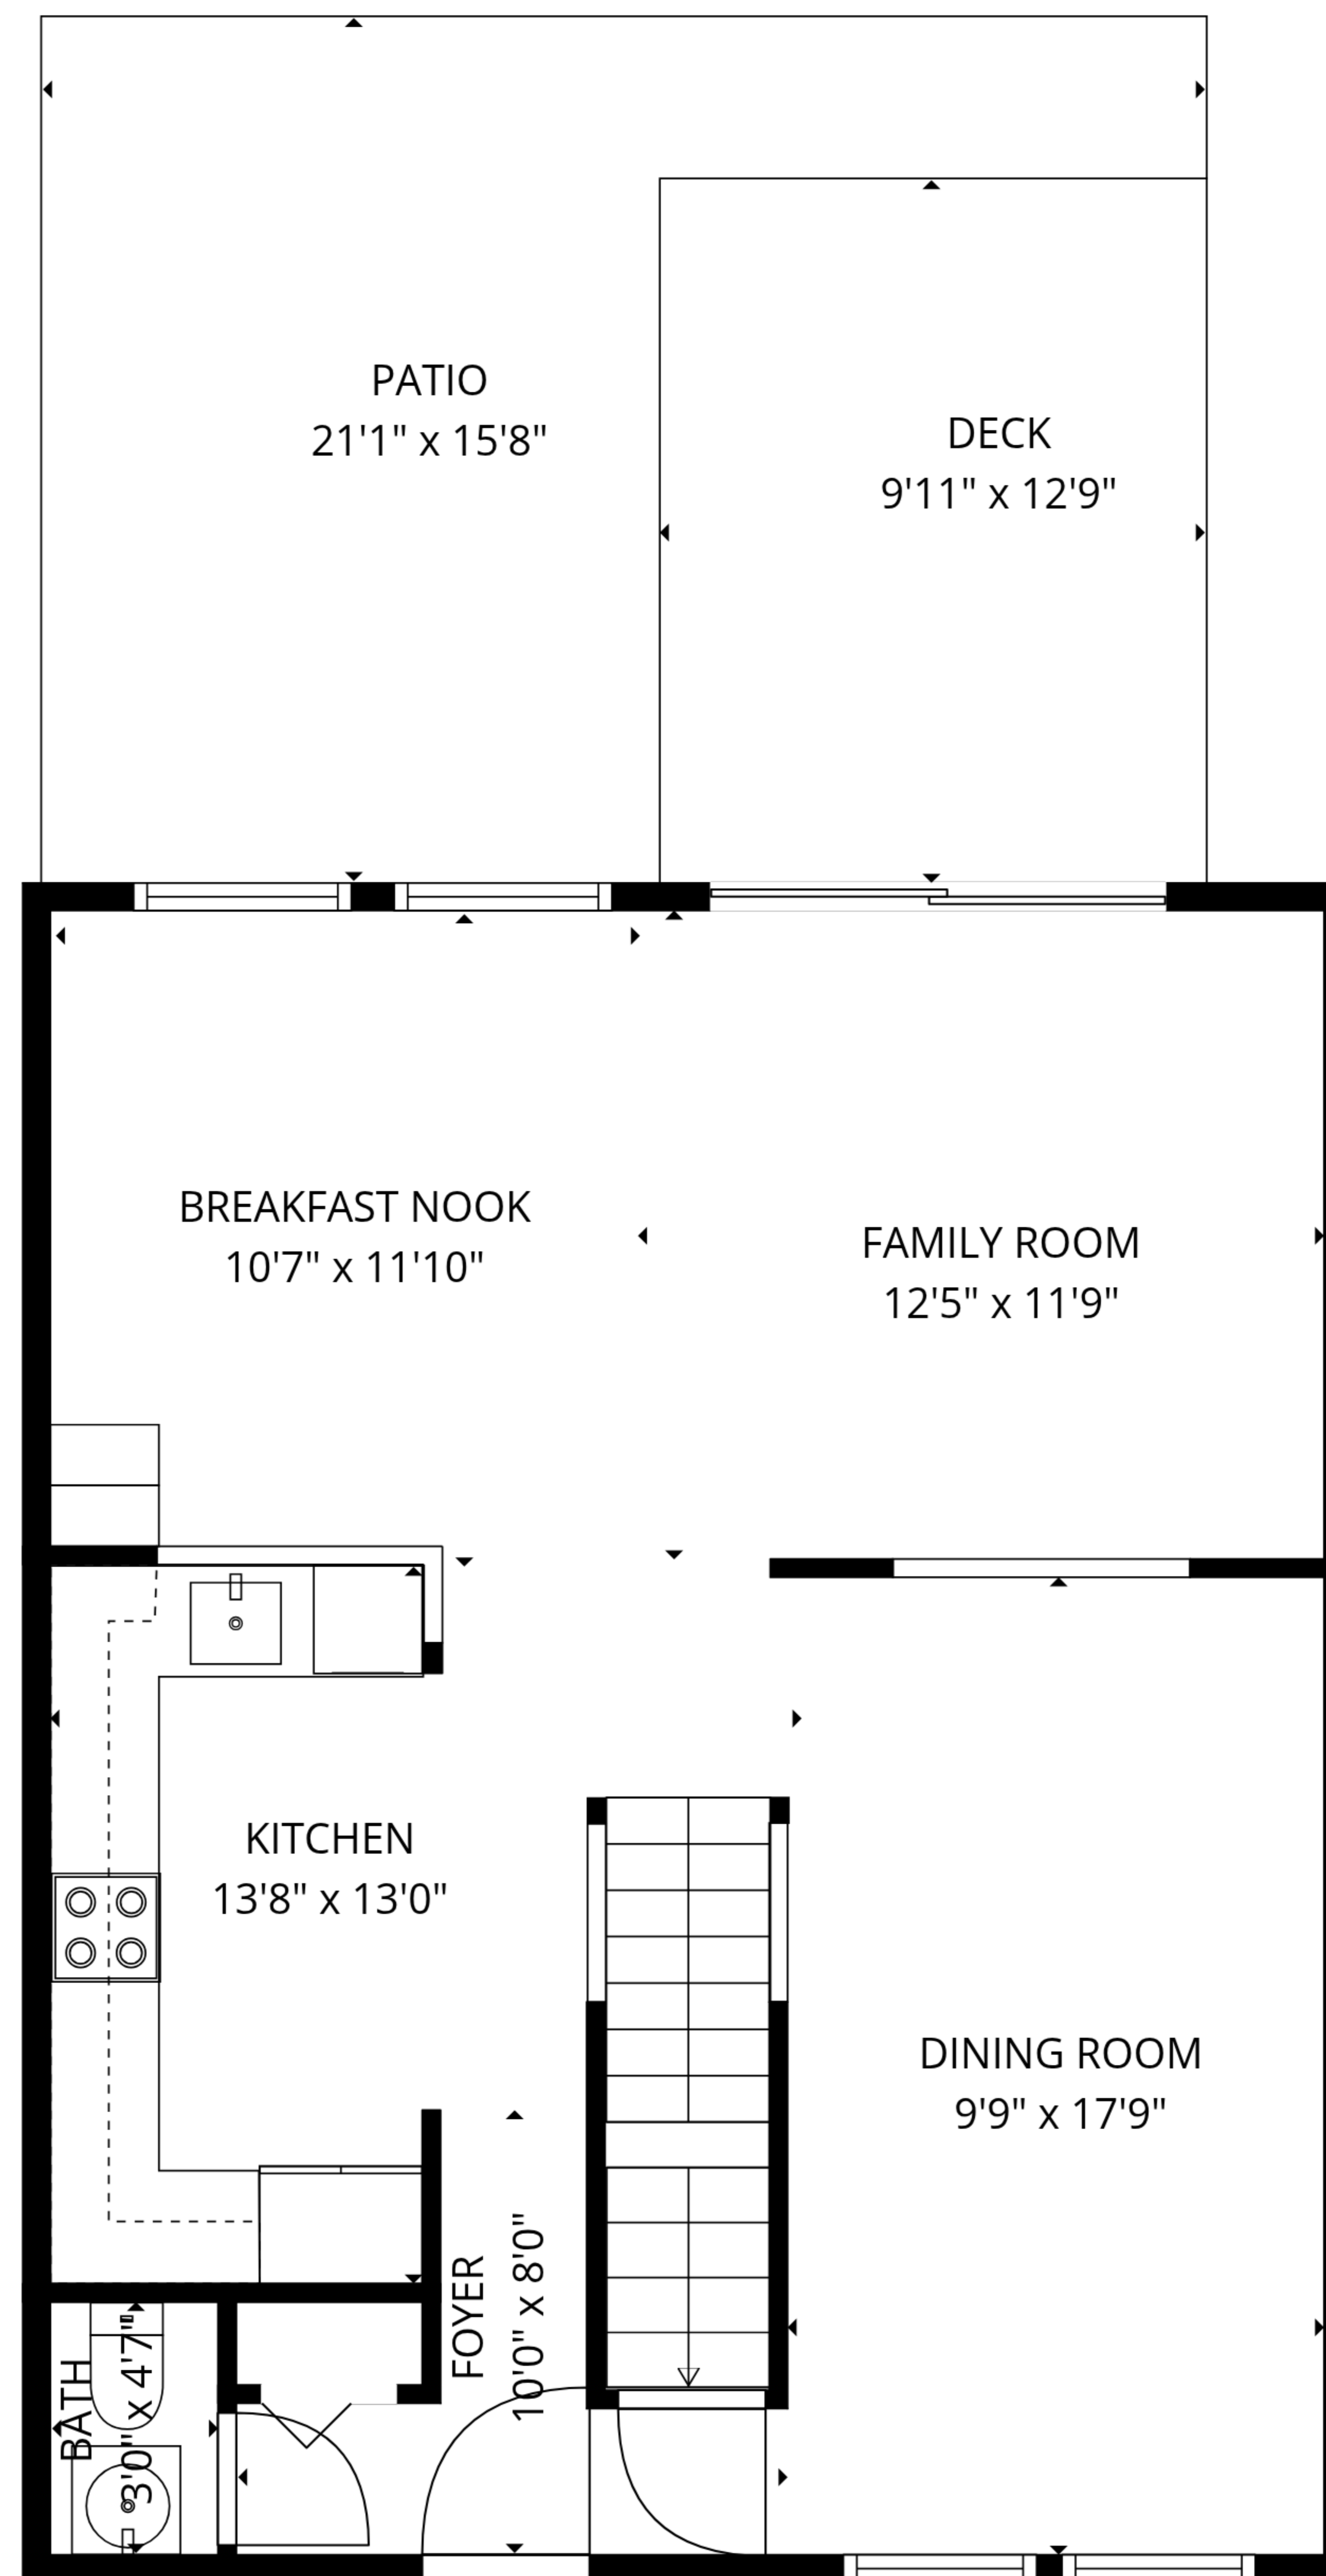 PATIO
21'1" x 15'8"
DECK
9'11" x 12'9"
BREAKFAST NOOK
10'7" x 11'10"
FAMILY ROOM
12'5" x 11'9"
KITCHEN
13'8" x 13'0"
DINING ROOM
9'9" x 17'9"
FOYER
10'0" x 8'0"
BATH
3'0" x 4'7"